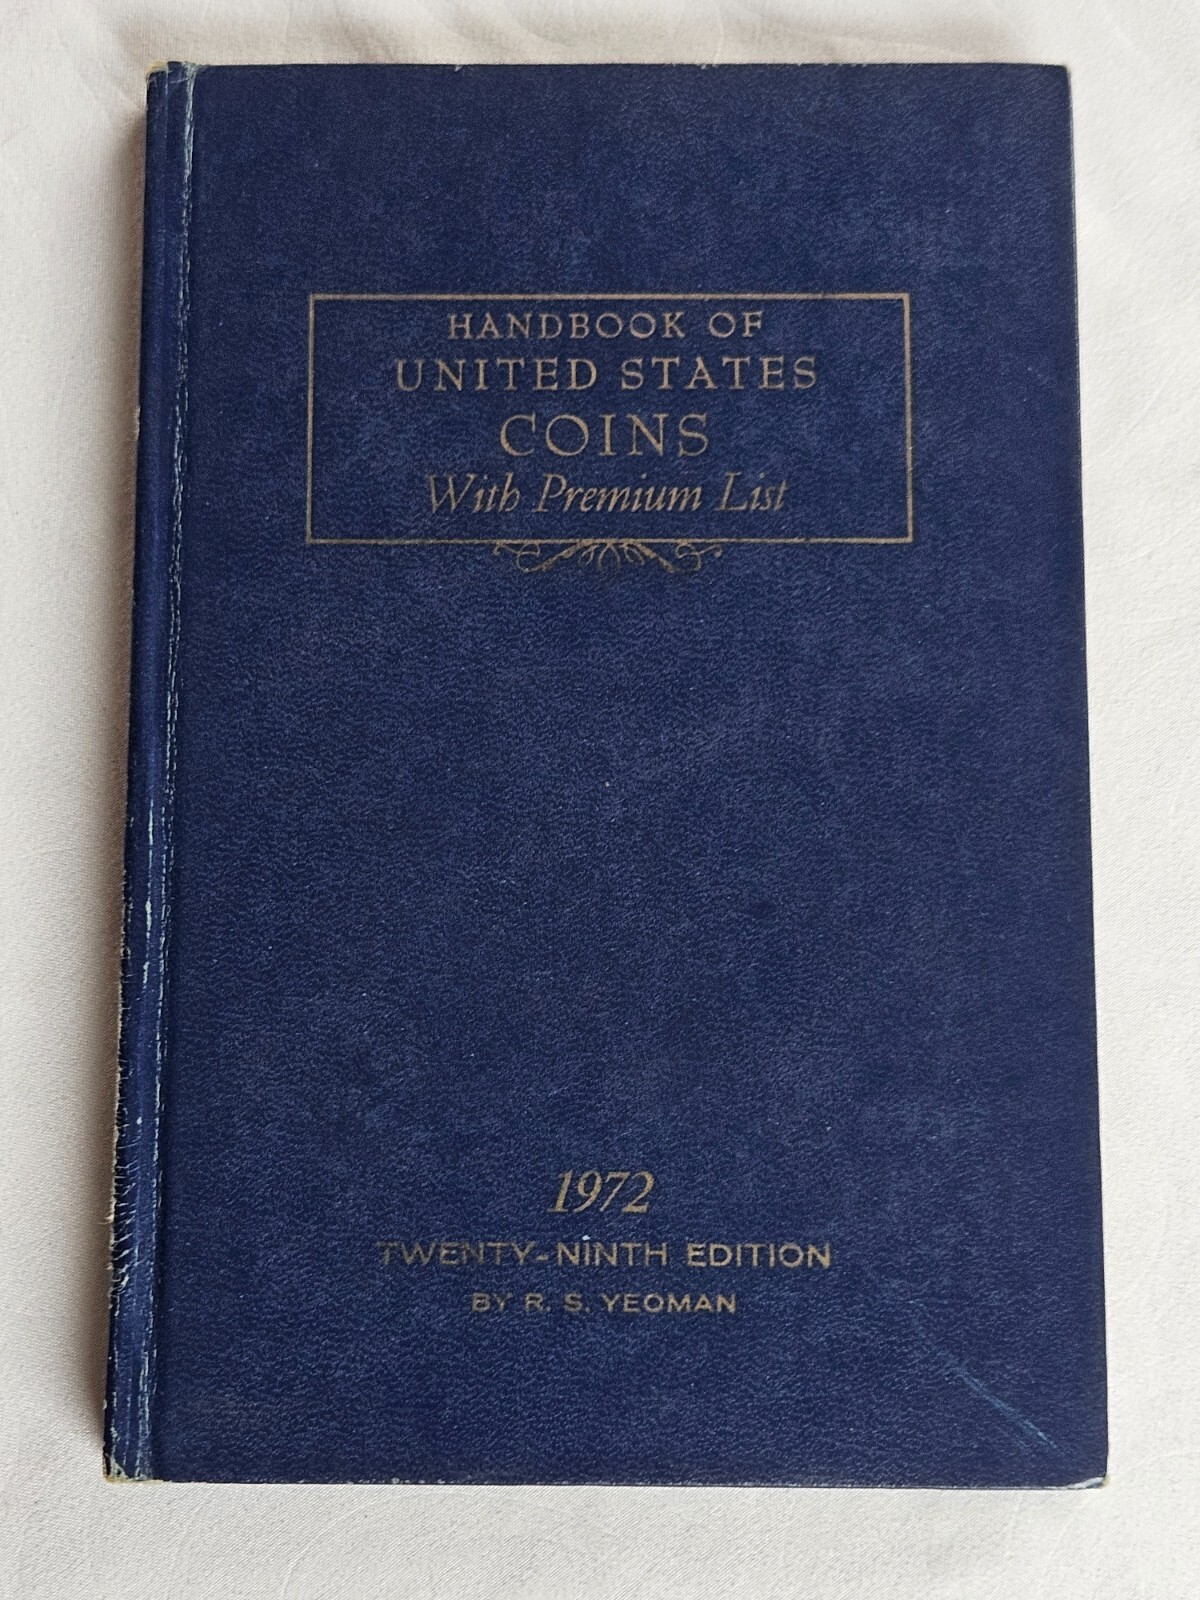 HANDBOOK OF
UNITED STATES
COINS
With Premium List
1972
TWENTY-NINTH EDITION
BY R. S. YEOMAN